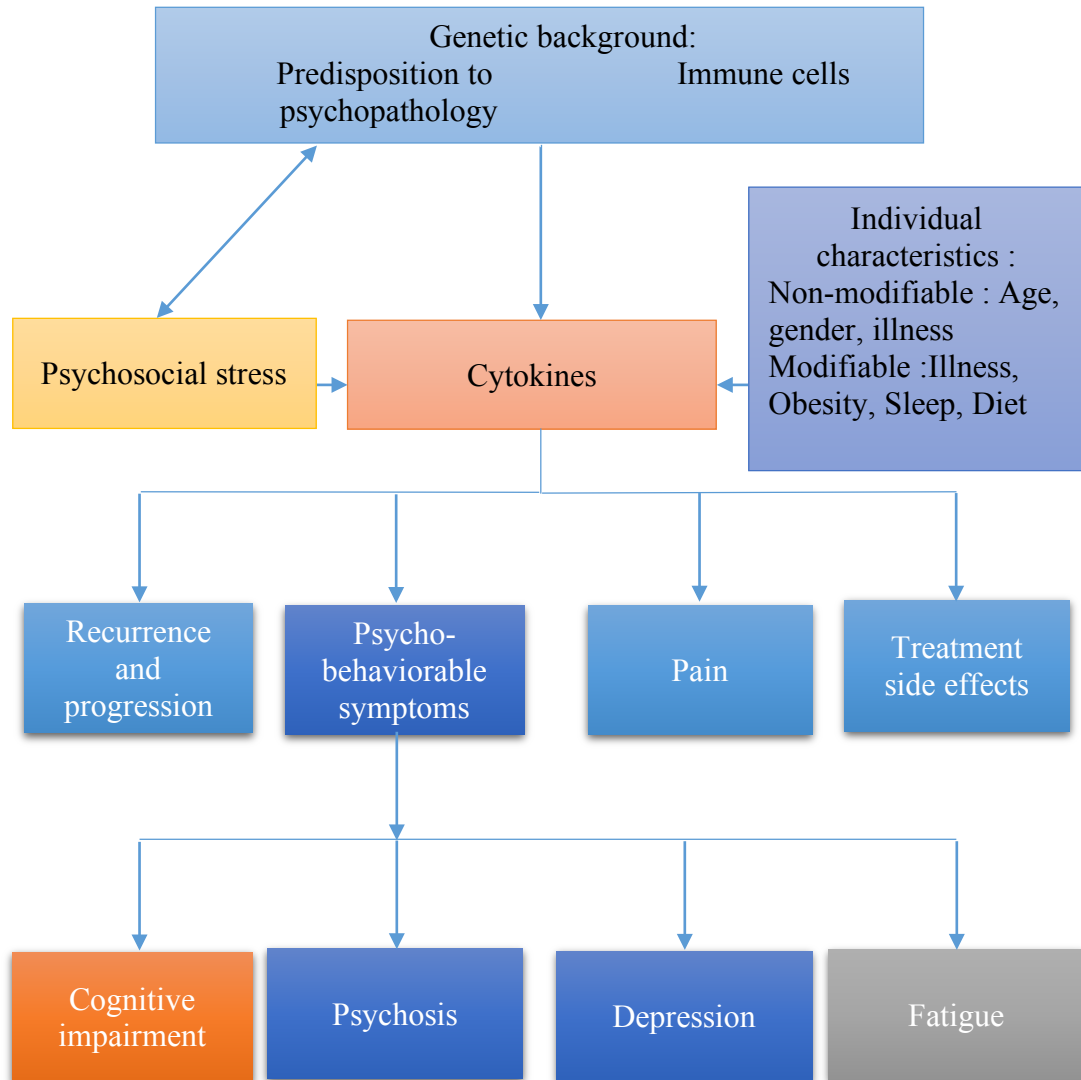 Genetic background:
Predisposition to Immune cells
psychopathology
Individual
characteristics :
Non-modifiable : Age,
gender, illness
Modifiable :Illness,
Obesity, Sleep, Diet
Psychosocial stress
Cytokines
Recurrence
and
progression
Psycho-
behaviorable
symptoms
Pain
Treatment
side effects
Cognitive
impairment
Psychosis
Depression
Fatigue